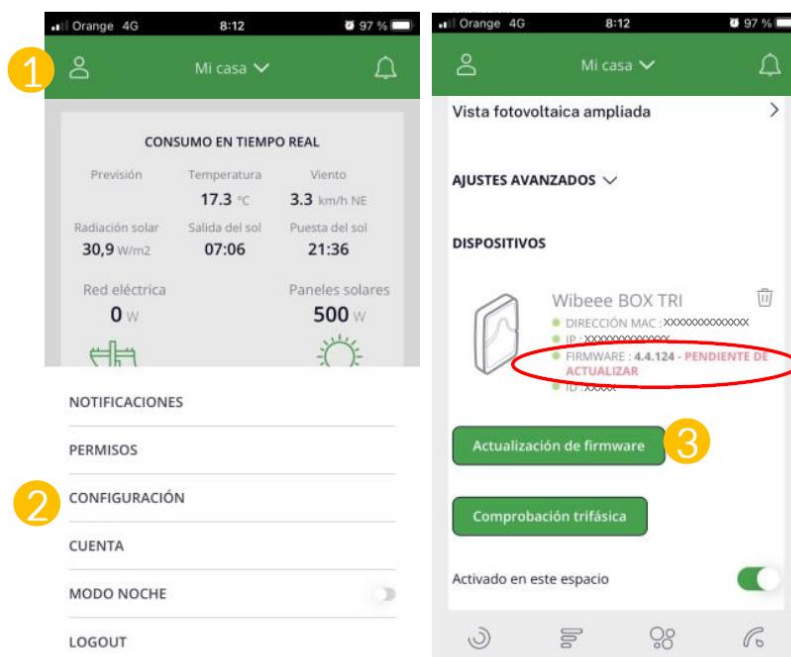 Orange 4G 8:12 97 %
1
Mi casa
CONSUMO EN TIEMPO REAL
Previsión Temperatura Viento
17.3 °C 3.3 km/h NE
Radiación solar Salida del sol Puesta del sol
30,9 W/m2 07:06 21:36
Red eléctrica Paneles solares
0 W 500 W
NOTIFICACIONES
PERMISOS
2 CONFIGURACIÓN
CUENTA
MODO NOCHE
LOGOUT
Orange 4G 8:12 97 %
Mi casa
Vista fotovoltaica ampliada
AJUSTES AVANZADOS
DISPOSITIVOS
Wibeee BOX TRI
DIRECCIÓN MAC : XXXXXXXXXXXXX
IP : XXXXXXXXXXXXX
FIRMWARE : 4.4.124 - PENDIENTE DE
ACTUALIZAR
ID : XXXXX
Actualización de firmware 3
Comprobación trifásica
Activado en este espacio